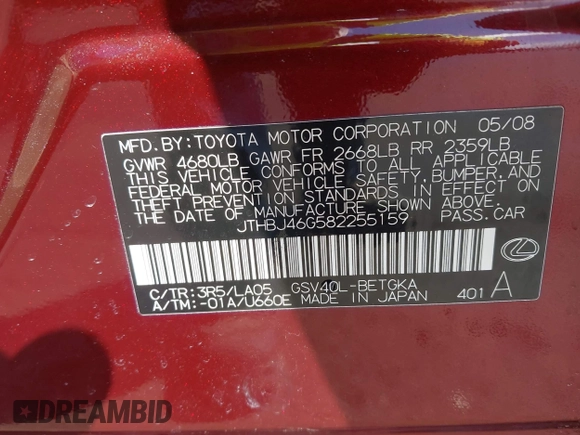 MFD. BY: TOYOTA MOTOR CORPORATION 05/08
GVWR 4680LB GAWR FR 2668LB RR 2359LB
THIS VEHICLE CONFORMS TO ALL APPLICABLE
FEDERAL MOTOR VEHICLE SAFETY, BUMPER, AND
THEFT PREVENTION STANDARDS IN EFFECT ON
THE DATE OF MANUFACTURE SHOWN ABOVE.
JTHBJ46G582255159 PASS. CAR
C/TR: 3R5/LA05 GSV40L-BETGKA
A/TM: -01A/U660E MADE IN JAPAN 401 A
DREAMBID